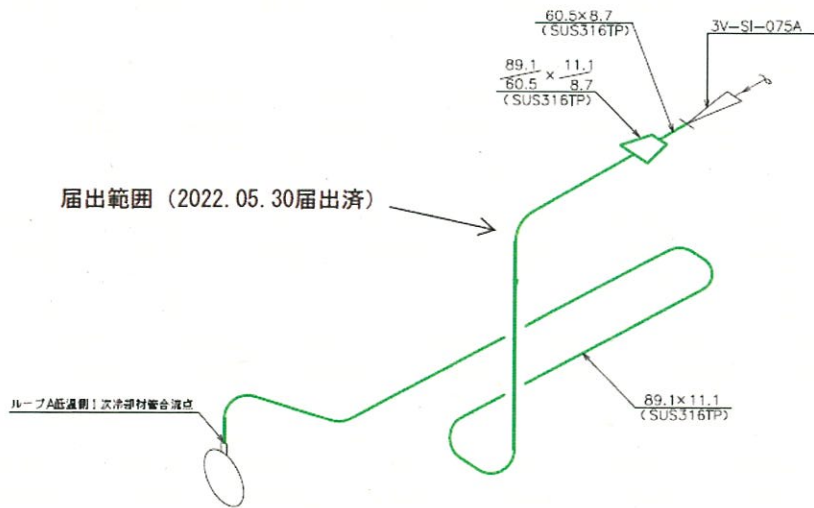 60.5×8.7
(SUS316TP)
3V-SI-075A
89.1/60.5 × 11.1/8.7
(SUS316TP)
届出範囲 (2022.05.30届出済)
ループA低温側1次冷却材管合流点
89.1×11.1
(SUS316TP)